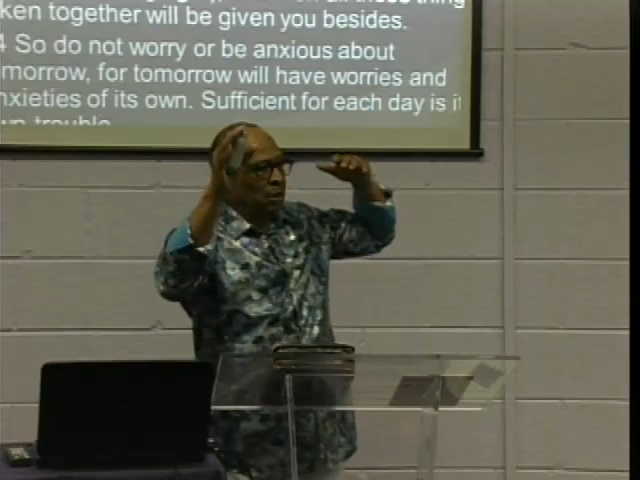 ken together will be given you besides.
4 So do not worry or be anxious about
morrow, for tomorrow will have worries and
nxieties of its own. Sufficient for each day is it